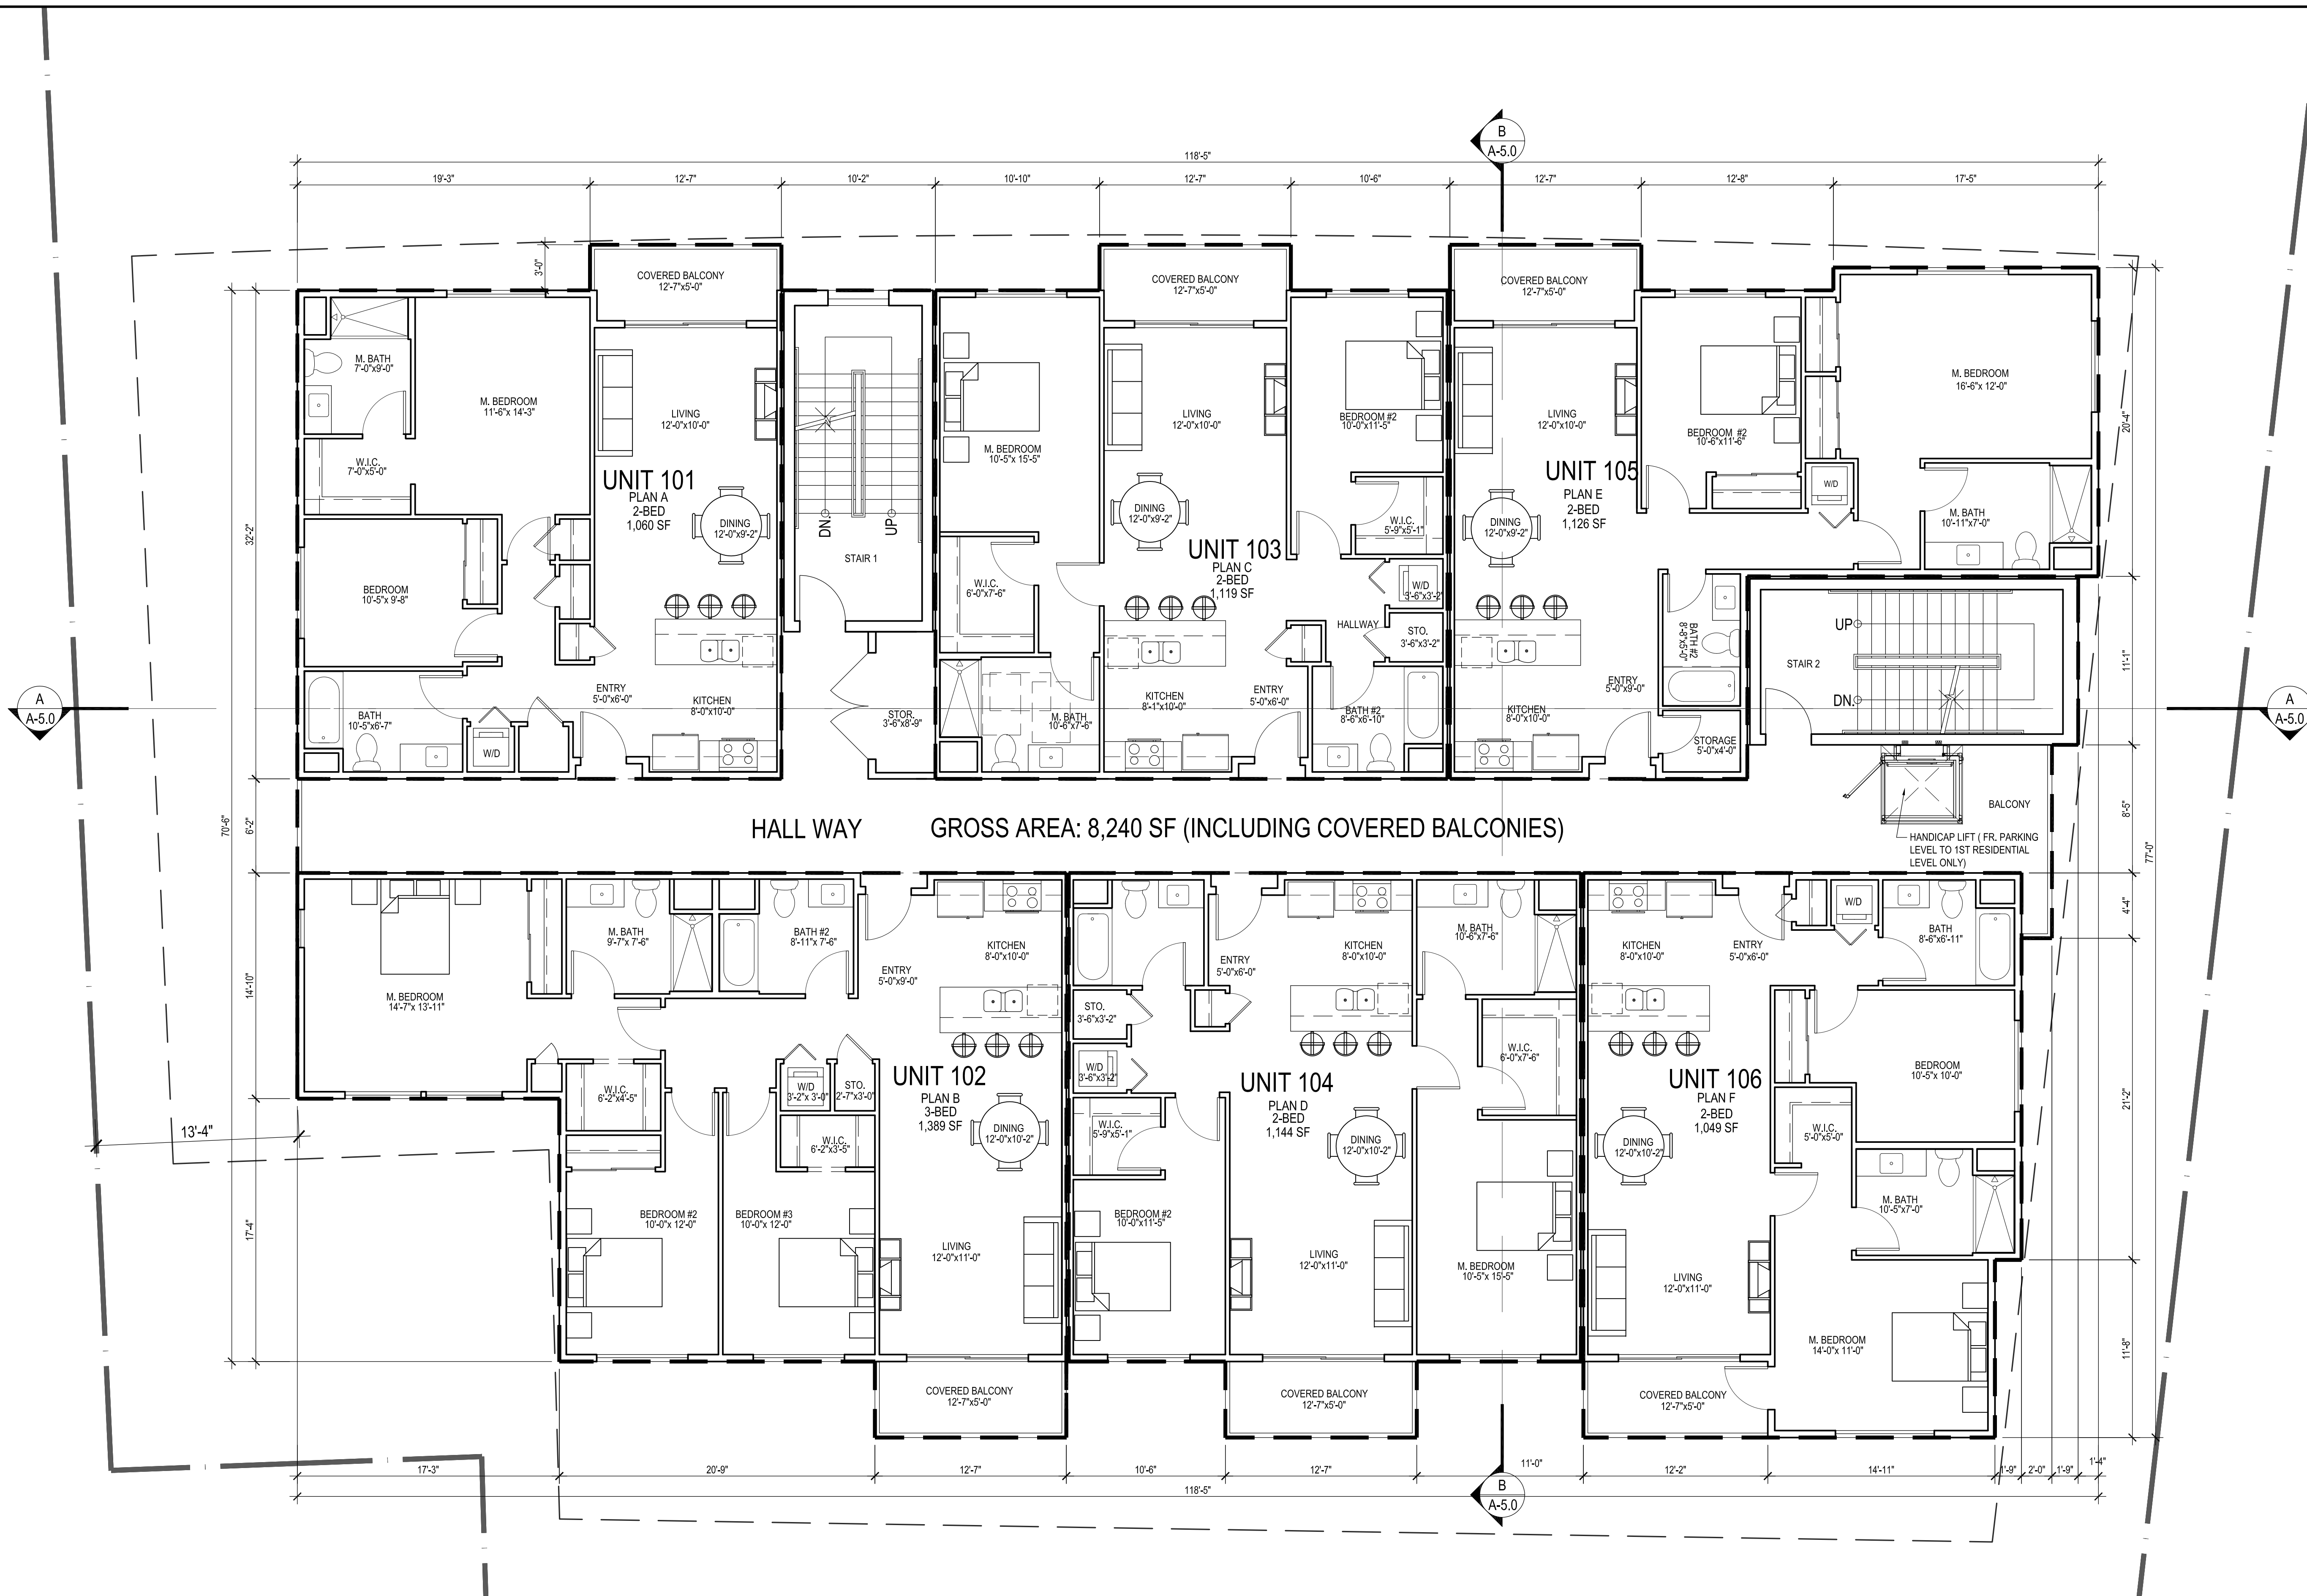 B
A-5.0
118'-5"
19'-3"
12'-7"
10'-2"
10'-10"
12'-7"
10'-6"
12'-7"
12'-8"
17'-5"
3'-0"
COVERED BALCONY
12'-7"x5'-0"
COVERED BALCONY
12'-7"x5'-0"
COVERED BALCONY
12'-7"x5'-0"
M. BATH
7'-0"x9'-0"
M. BEDROOM
11'-6"x 14'-3"
LIVING
12'-0"x10'-0"
W.I.C.
7'-0"x5'-0"
UNIT 101
PLAN A
2-BED
1,060 SF
DINING
12'-0"x9'-2"
BEDROOM
10'-5"x 9'-8"
ENTRY
5'-0"x6'-0"
KITCHEN
8'-0"x10'-0"
BATH
10'-5"x6'-7"
W/D
DN.
UP
STAIR 1
STOR.
3'-6"x8'-9"
M. BEDROOM
10'-5"x 15'-5"
LIVING
12'-0"x10'-0"
BEDROOM #2
10'-0"x11'-5"
DINING
12'-0"x9'-2"
UNIT 103
PLAN C
2-BED
1,119 SF
W.I.C.
5'-9"x5'-1"
W.I.C.
6'-0"x7'-6"
W/D
3'-6"x3'-2"
HALLWAY
STO.
3'-6"x3'-2"
M. BATH
10'-6"x7'-6"
KITCHEN
8'-1"x10'-0"
ENTRY
5'-0"x6'-0"
BATH #2
8'-6"x6'-10"
LIVING
12'-0"x10'-0"
BEDROOM #2
10'-6"x11'-6"
M. BEDROOM
16'-6"x 12'-0"
UNIT 105
PLAN E
2-BED
1,126 SF
DINING
12'-0"x9'-2"
W/D
M. BATH
10'-11"x7'-0"
BATH #2
8'-8"x5'-0"
ENTRY
5'-0"x9'-0"
KITCHEN
8'-0"x10'-0"
STORAGE
5'-0"x4'-0"
UP
STAIR 2
DN.
20'-4"
11'-1"
8'-5"
4'-4"
21'-2"
11'-8"
77'-0"
32'-2"
6'-2"
70'-6"
14'-10"
17'-4"
13'-4"
A
A-5.0
A
A-5.0
HALL WAY
GROSS AREA: 8,240 SF (INCLUDING COVERED BALCONIES)
BALCONY
HANDICAP LIFT ( FR. PARKING
LEVEL TO 1ST RESIDENTIAL
LEVEL ONLY)
M. BEDROOM
14'-7"x 13'-11"
M. BATH
9'-7"x 7'-6"
BATH #2
8'-11"x 7'-6"
ENTRY
5'-0"x9'-0"
KITCHEN
8'-0"x10'-0"
W.I.C.
6'-2"x4'-5"
W/D
3'-2"x 3'-0"
STO.
2'-7"x3'-0"
UNIT 102
PLAN B
3-BED
1,389 SF
DINING
12'-0"x10'-2"
W.I.C.
6'-2"x3'-5"
BEDROOM #2
10'-0"x 12'-0"
BEDROOM #3
10'-0"x 12'-0"
LIVING
12'-0"x11'-0"
COVERED BALCONY
12'-7"x5'-0"
ENTRY
5'-0"x6'-0"
KITCHEN
8'-0"x10'-0"
M. BATH
10'-6"x7'-6"
STO.
3'-6"x3'-2"
W/D
3'-6"x3'-2"
W.I.C.
6'-0"x7'-6"
UNIT 104
PLAN D
2-BED
1,144 SF
W.I.C.
5'-9"x5'-1"
DINING
12'-0"x10'-2"
BEDROOM #2
10'-0"x11'-5"
LIVING
12'-0"x11'-0"
M. BEDROOM
10'-5"x 15'-5"
COVERED BALCONY
12'-7"x5'-0"
KITCHEN
8'-0"x10'-0"
ENTRY
5'-0"x6'-0"
W/D
BATH
8'-6"x6'-11"
BEDROOM
10'-5"x 10'-0"
UNIT 106
PLAN F
2-BED
1,049 SF
W.I.C.
5'-0"x5'-0"
DINING
12'-0"x10'-2"
M. BATH
10'-5"x7'-0"
LIVING
12'-0"x11'-0"
M. BEDROOM
14'-0"x 11'-0"
COVERED BALCONY
12'-7"x5'-0"
17'-3"
20'-9"
12'-7"
10'-6"
12'-7"
11'-0"
12'-2"
14'-11"
1'-9"
2'-0"
1'-9"
1'-4"
118'-5"
B
A-5.0